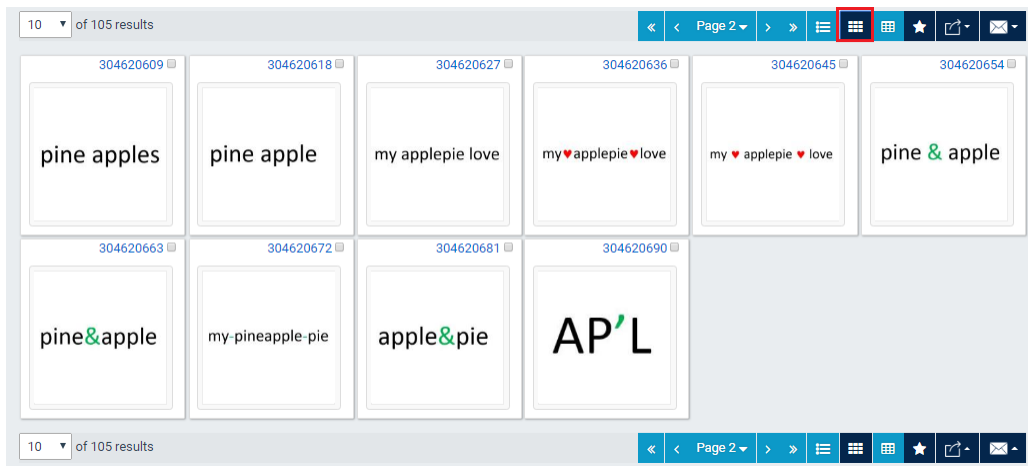 10 of 105 results
Page 2
304620609 304620618 304620627 304620636 304620645 304620654
pine apples pine apple my applepie love my♥applepie♥love my ♥ applepie ♥ love pine & apple
304620663 304620672 304620681 304620690
pine&apple my-pineapple-pie apple&pie AP'L
10 of 105 results
Page 2